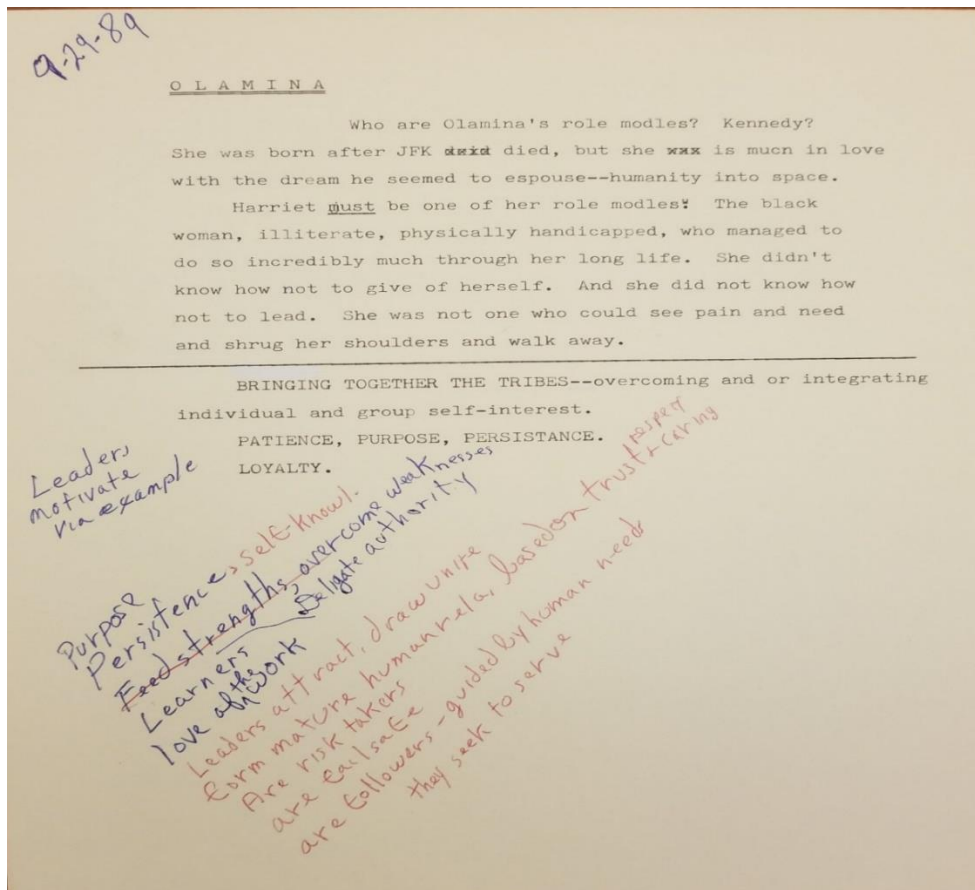 9-29-89
O L A M I N A
Who are Olamina's role modles? Kennedy?
She was born after JFK died, but she is mucn in love
with the dream he seemed to espouse--humanity into space.
Harriet must be one of her role modles! The black
woman, illiterate, physically handicapped, who managed to
do so incredibly much through her long life. She didn't
know how not to give of herself. And she did not know how
not to lead. She was not one who could see pain and need
and shrug her shoulders and walk away.
BRINGING TOGETHER THE TRIBES--overcoming and or integrating
individual and group self-interest.
PATIENCE, PURPOSE, PERSISTANCE.
LOYALTY.
Leaders
motivate
via example
Purpose
Persistence, self-knowl.
Feed strengths, overcome weaknesses
Learners Deligate authority
love of the work
Leaders attract, draw unite
form mature human rela, based on trust, respect + caring
Are risk takers
are failsafe
are followers - guided by human need
they seek to serve